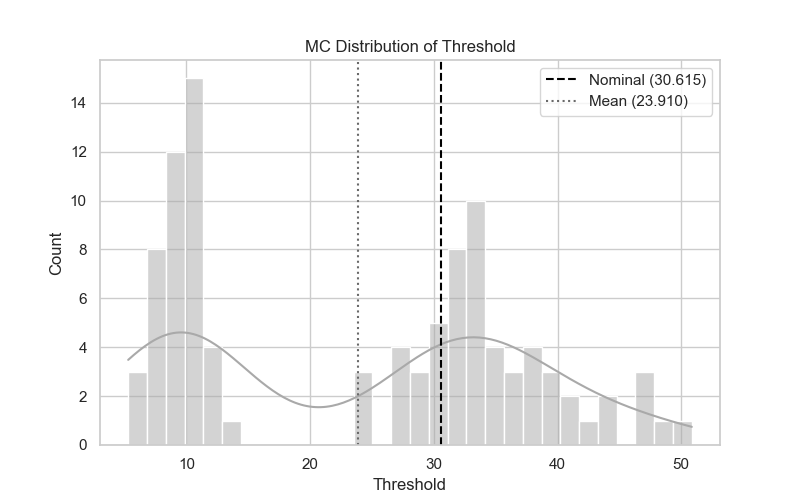 MC Distribution of Threshold
Nominal (30.615)
Mean (23.910)
14
12
10
8
6
4
2
0
Count
10
20
30
40
50
Threshold